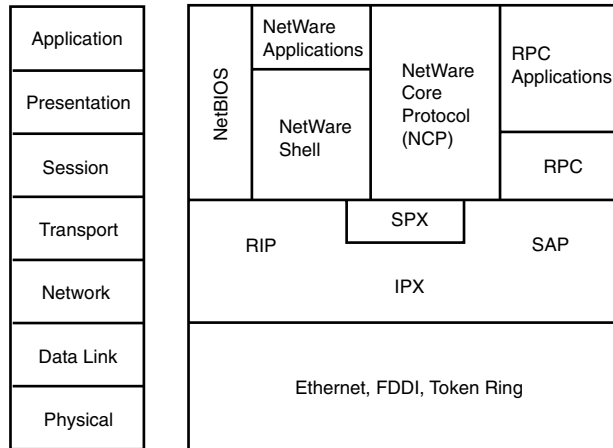 Application
Presentation
Session
Transport
Network
Data Link
Physical
NetBIOS
NetWare
Applications
NetWare
Shell
NetWare
Core
Protocol
(NCP)
RPC
Applications
RPC
RIP
SPX
SAP
IPX
Ethernet, FDDI, Token Ring